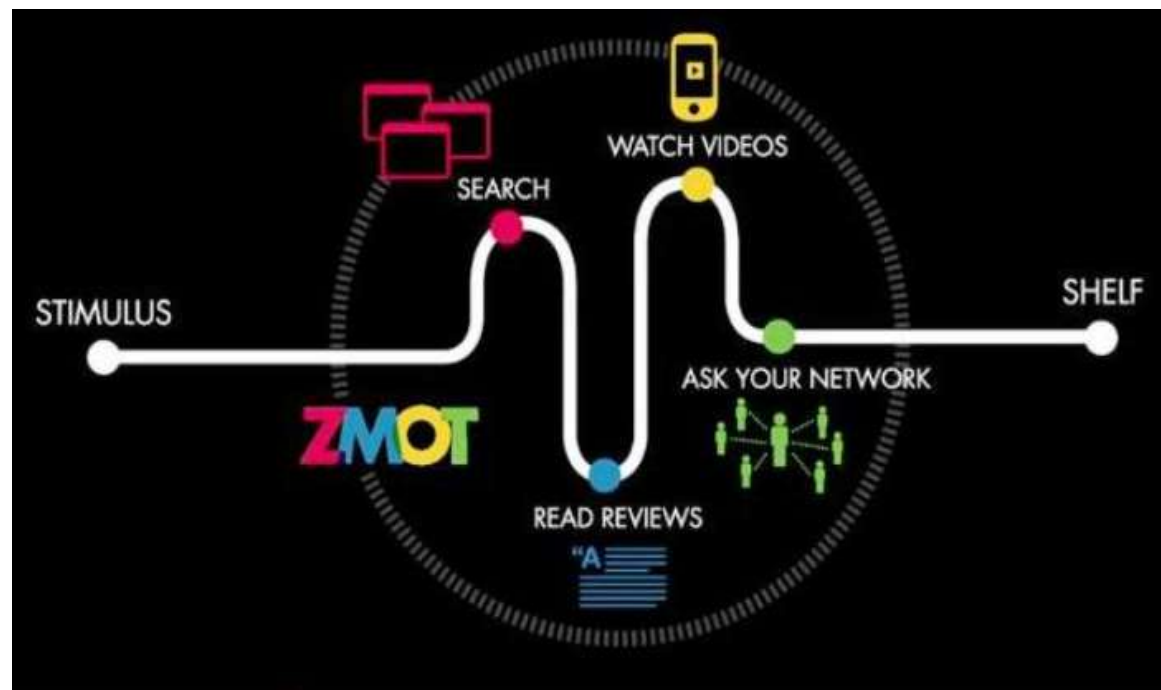 STIMULUS
SEARCH
WATCH VIDEOS
SHELF
ZMOT
ASK YOUR NETWORK
READ REVIEWS
“A